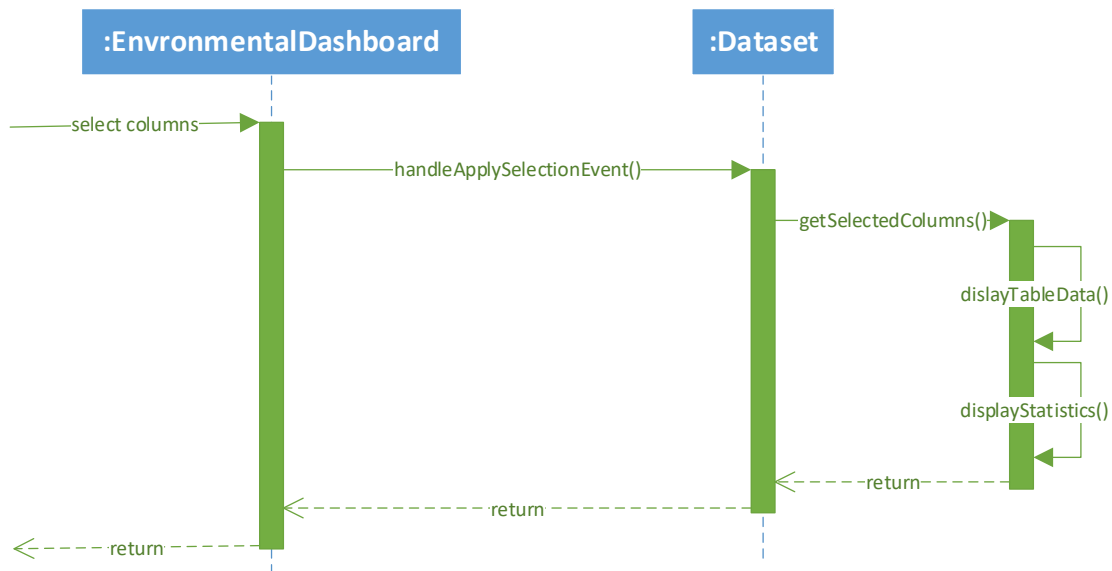 :EnvronmentalDashboard
:Dataset
select columns
handleApplySelectionEvent()
getSelectedColumns()
dislayTableData()
displayStatistics()
return
return
return